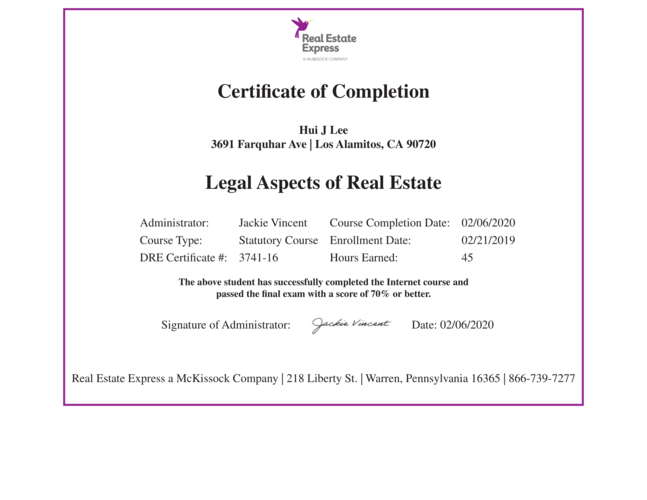 Real Estate
Express
A McKISSOCK COMPANY
Certificate of Completion
Hui J Lee
3691 Farquhar Ave | Los Alamitos, CA 90720
Legal Aspects of Real Estate
Administrator: Jackie Vincent Course Completion Date: 02/06/2020
Course Type: Statutory Course Enrollment Date: 02/21/2019
DRE Certificate #: 3741-16 Hours Earned: 45
The above student has successfully completed the Internet course and
passed the final exam with a score of 70% or better.
Signature of Administrator: Jackie Vincent Date: 02/06/2020
Real Estate Express a McKissock Company | 218 Liberty St. | Warren, Pennsylvania 16365 | 866-739-7277